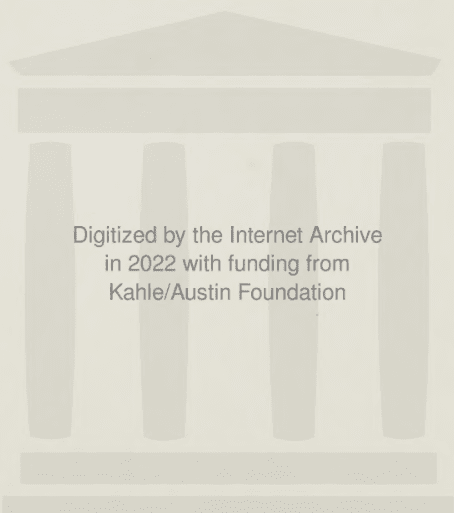 Digitized by the Internet Archive
in 2022 with funding from
Kahle/Austin Foundation